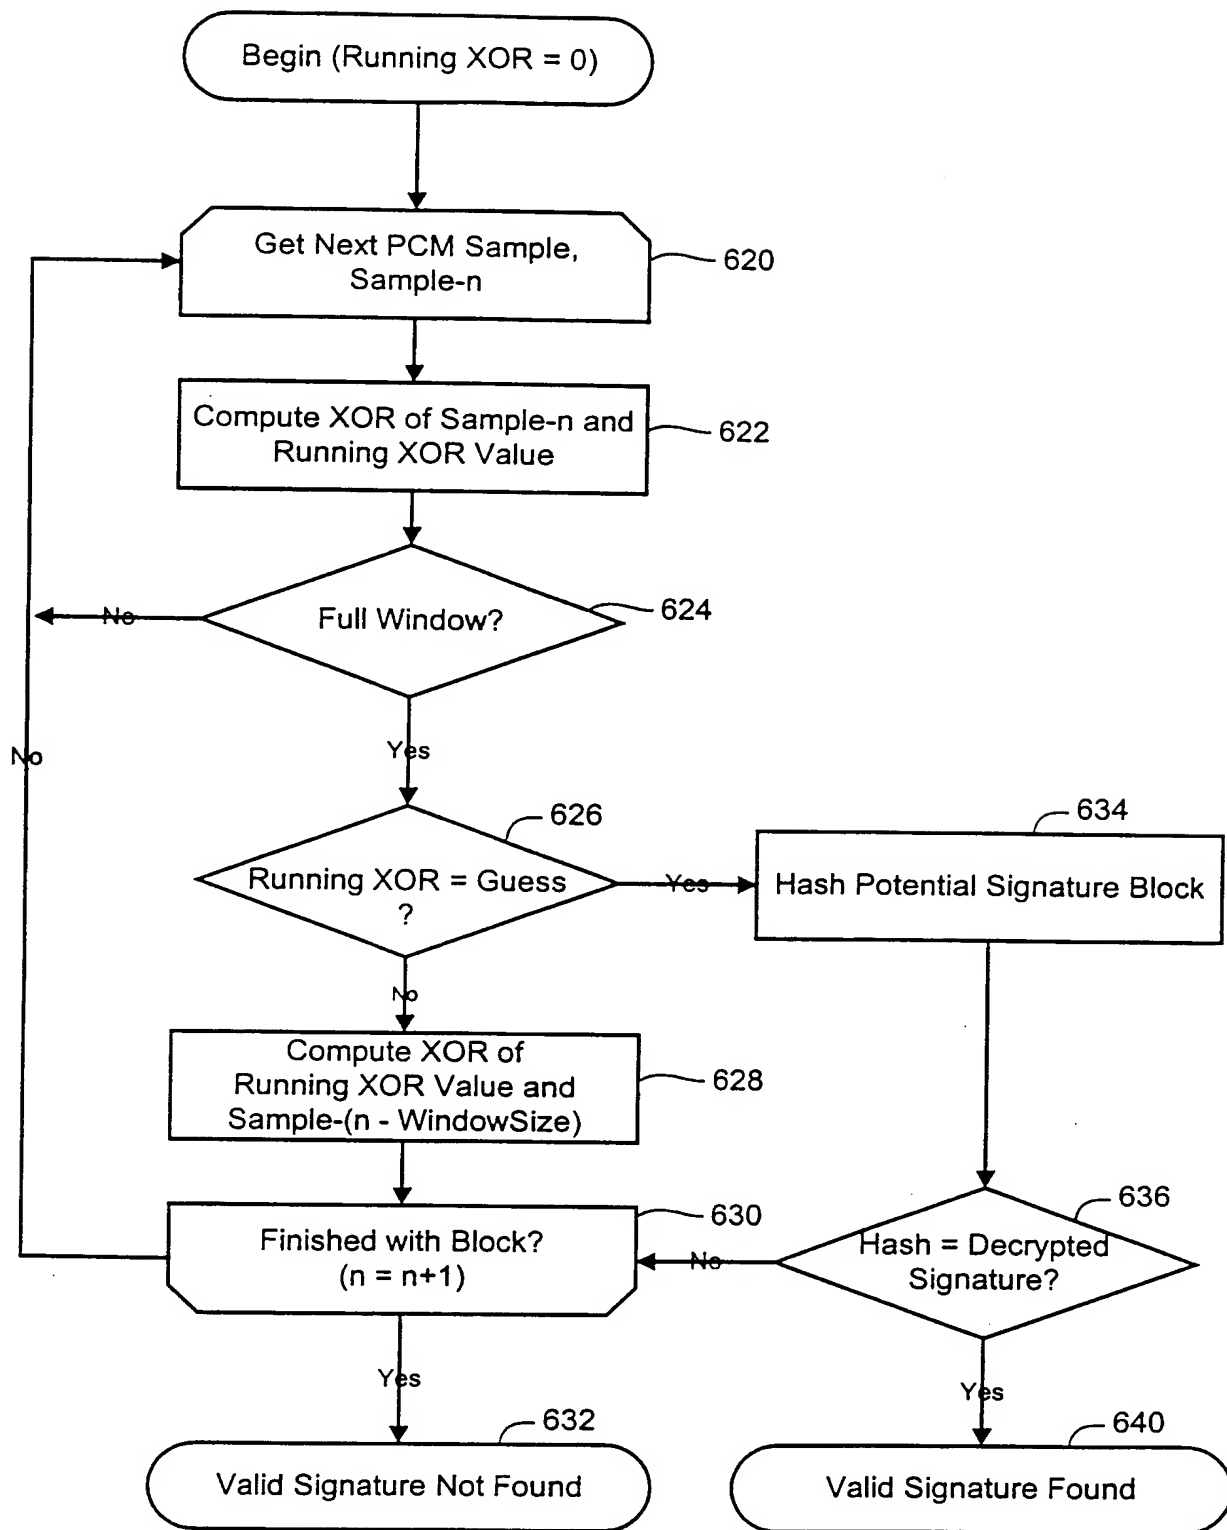 Begin (Running XOR = 0)
Get Next PCM Sample,
Sample-n
620
Compute XOR of Sample-n and
Running XOR Value
622
Full Window?
624
No
No
Yes
626
Running XOR = Guess
?
Yes
634
Hash Potential Signature Block
No
Compute XOR of
Running XOR Value and
Sample-(n - WindowSize)
628
630
Finished with Block?
(n = n+1)
No
636
Hash = Decrypted
Signature?
Yes
Yes
632
Valid Signature Not Found
640
Valid Signature Found